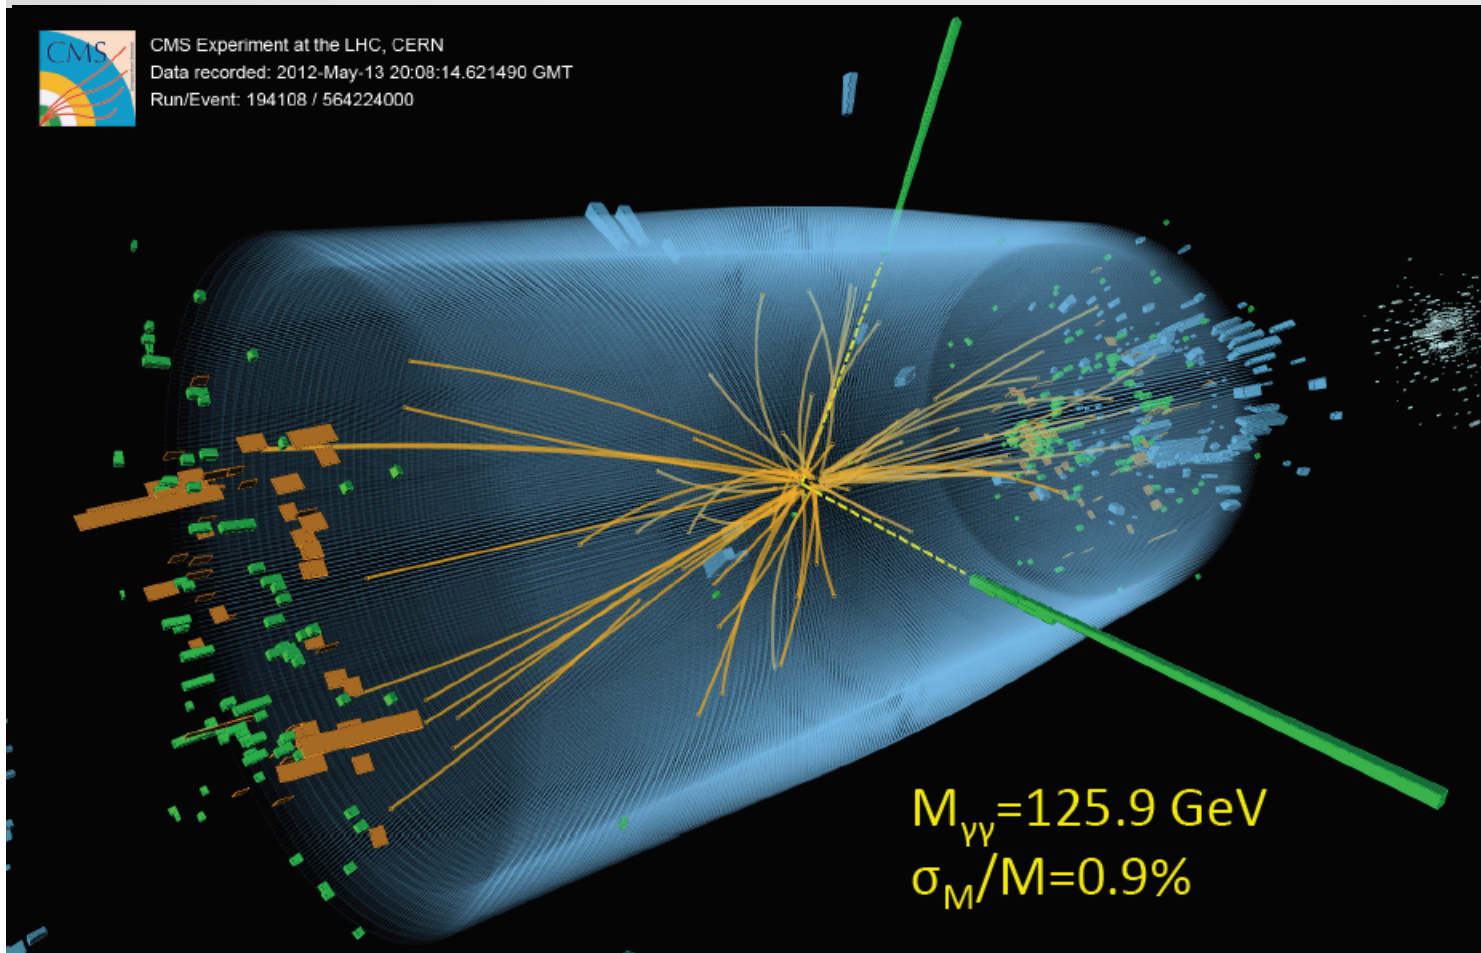 CMS
CMS Experiment at the LHC, CERN
Data recorded: 2012-May-13 20:08:14.621490 GMT
Run/Event: 194108 / 564224000
Mγγ=125.9 GeV
σM/M=0.9%